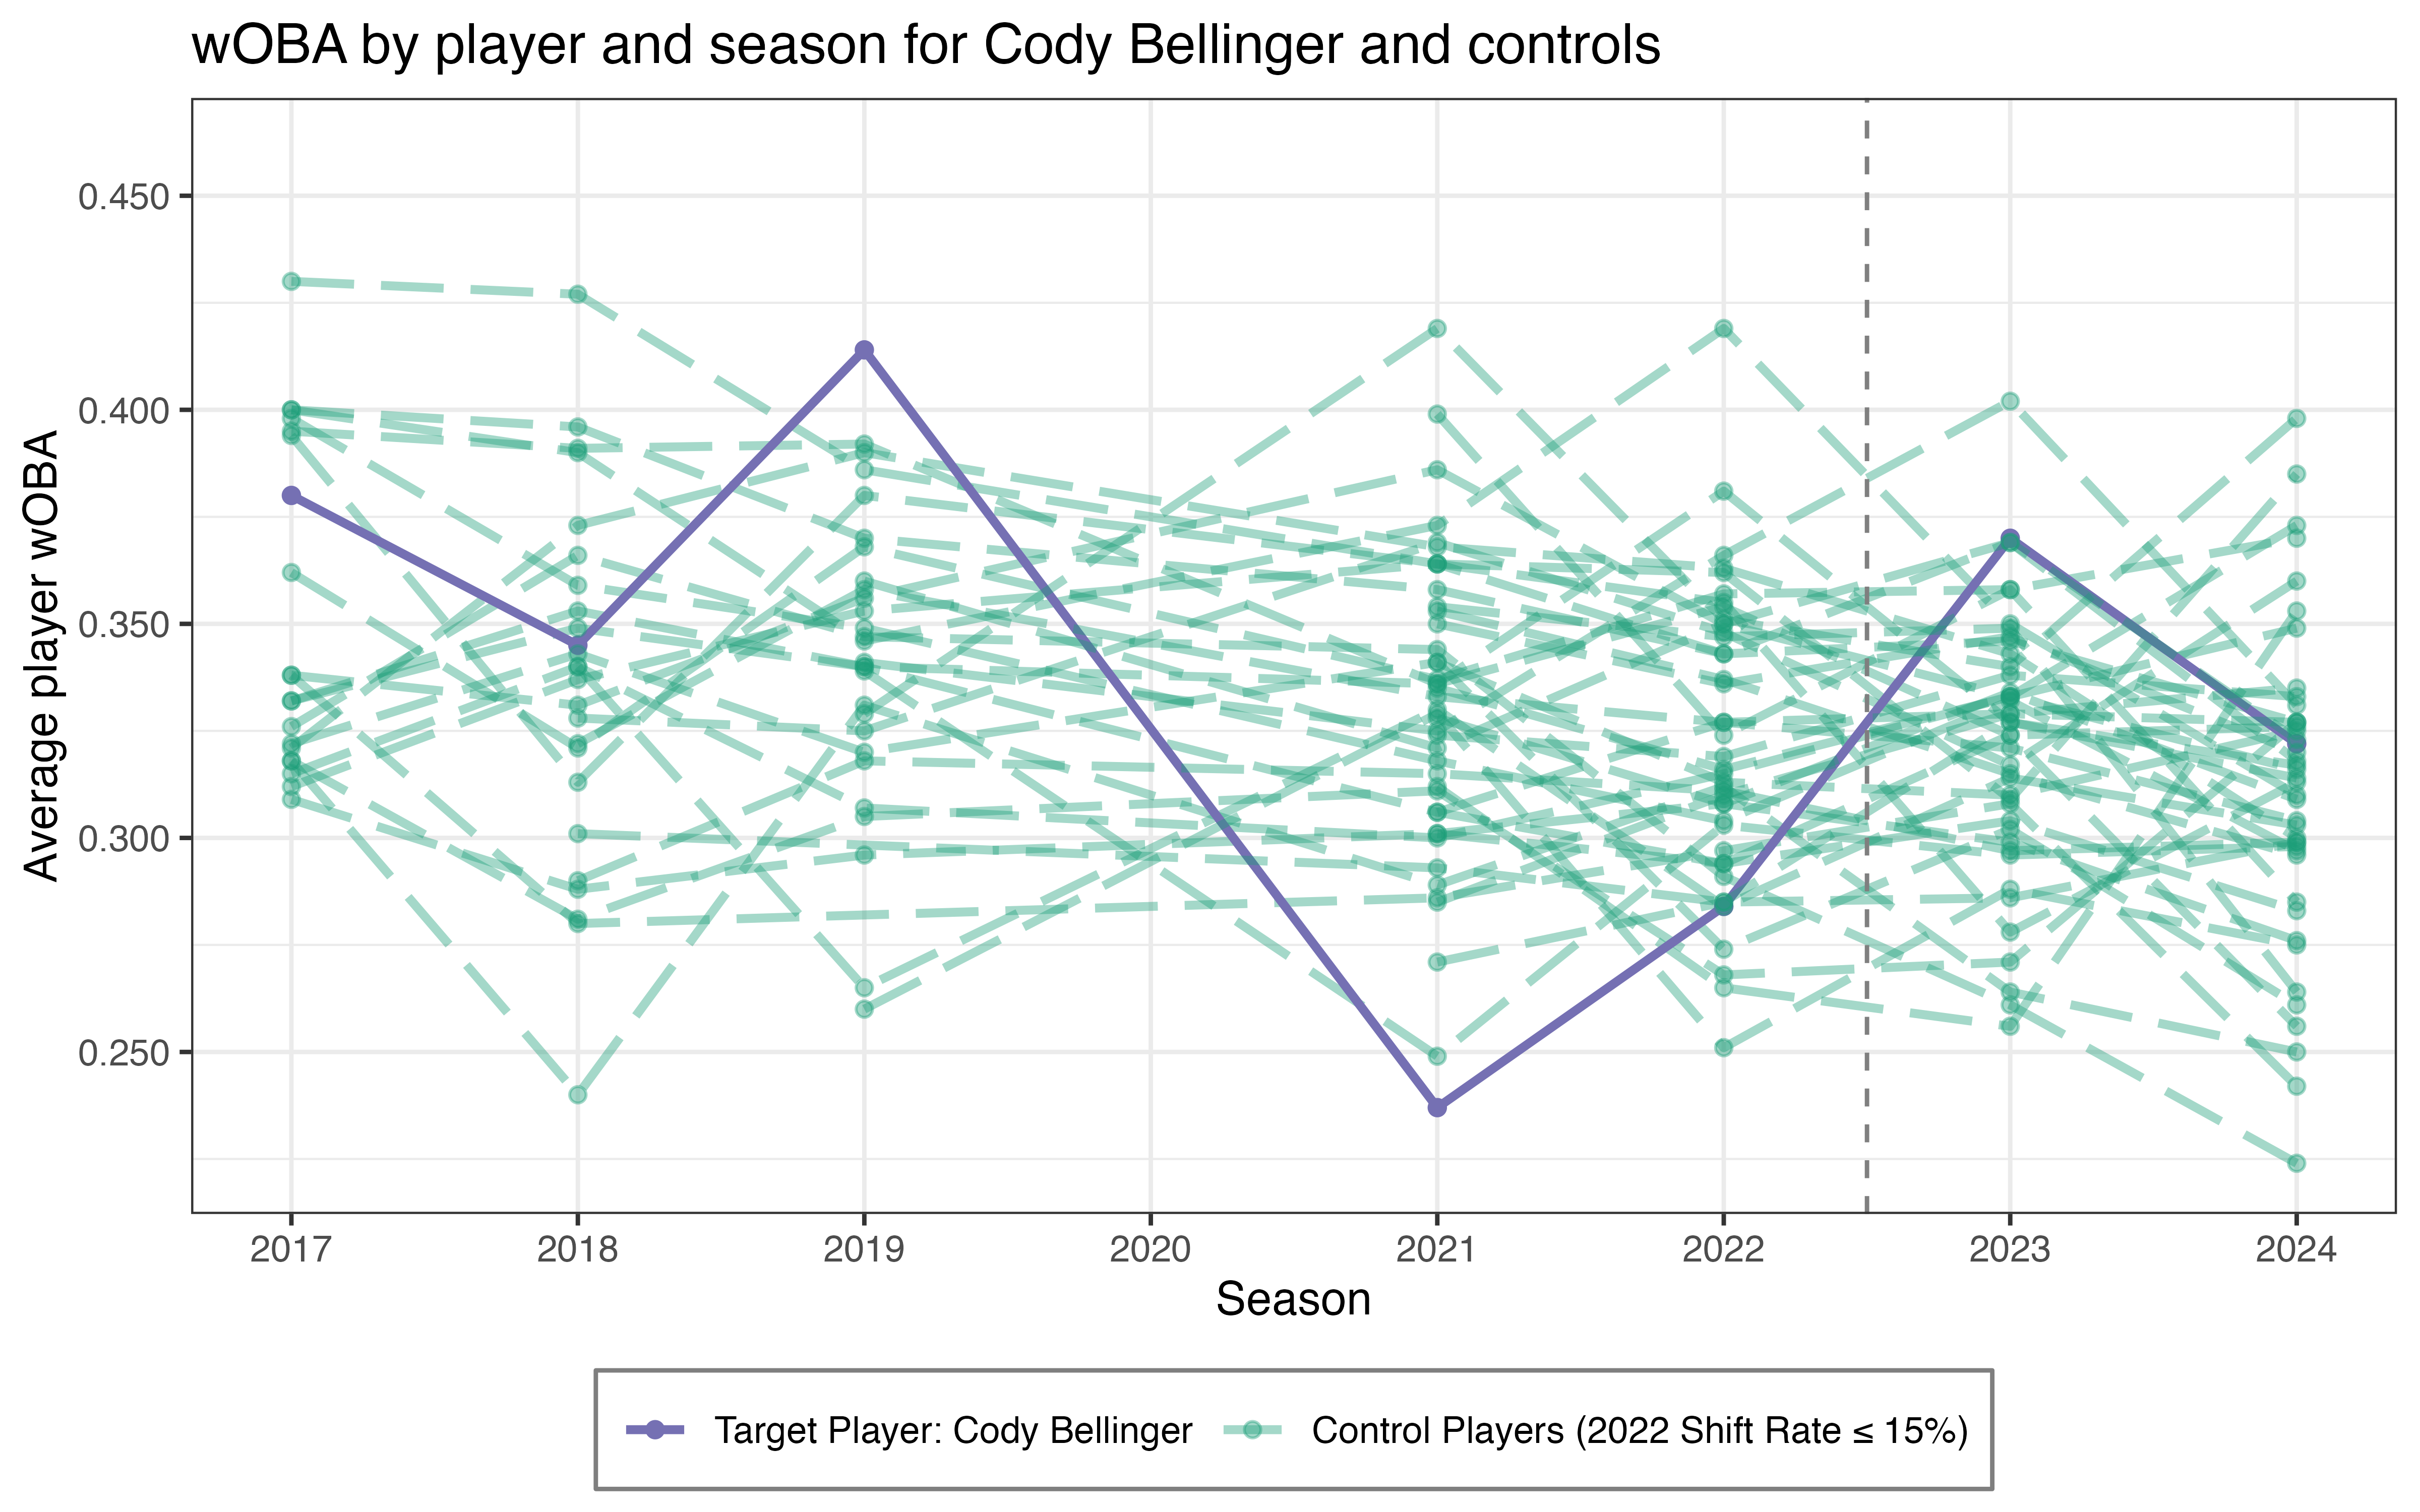 wOBA by player and season for Cody Bellinger and controls
Average player wOBA
0.450
0.400
0.350
0.300
0.250
2017 2018 2019 2020 2021 2022 2023 2024
Season
Target Player: Cody Bellinger Control Players (2022 Shift Rate ≤ 15%)